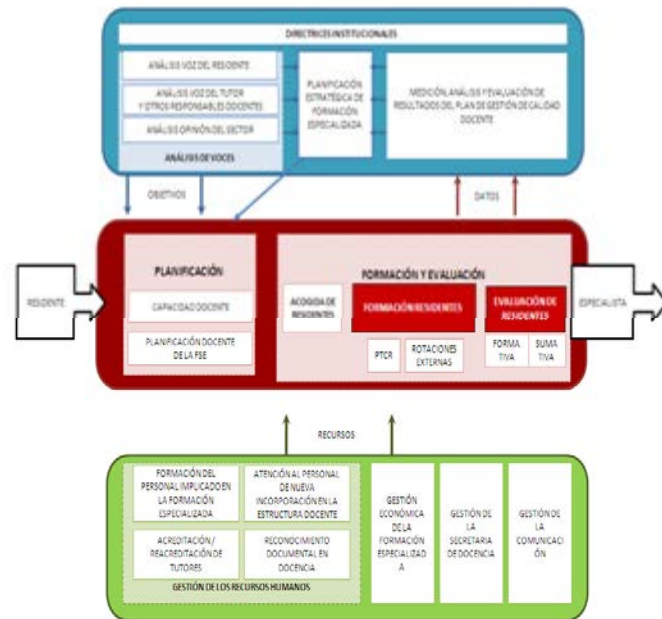 DIRECTRICES INSTITUCIONALES
ANÁLISIS VOZ DEL RESIDENTE
ANÁLISIS VOZ DEL TUTOR
Y OTROS RESPONSABLES DOCENTES
ANÁLISIS OPINIÓN DEL SECTOR
ANÁLISIS DE VOCES
PLANIFICACIÓN
ESTRATÉGICA DE
FORMACIÓN
ESPECIALIZADA
MEDICIÓN, ANÁLISIS Y EVALUACIÓN DE
RESULTADOS DEL PLAN DE GESTIÓN DE CALIDAD
DOCENTE
OBJETIVOS
DATOS
RESIDENTE
PLANIFICACIÓN
CAPACIDAD DOCENTE
PLANIFICACIÓN DOCENTE
DE LA FSE
FORMACIÓN Y EVALUACIÓN
ACOGIDA DE
RESIDENTES
FORMACIÓN RESIDENTES
PTCR
ROTACIONES
EXTERNAS
EVALUACIÓN DE
RESIDENTES
FORMA
TIVA
SUMA
TIVA
ESPECIALISTA
RECURSOS
FORMACIÓN DEL
PERSONAL IMPLICADO EN
LA FORMACIÓN
ESPECIALIZADA
ATENCIÓN AL PERSONAL
DE NUEVA
INCORPORACIÓN EN LA
ESTRUCTURA DOCENTE
ACREDITACIÓN /
REACREDITACIÓN DE
TUTORES
RECONOCIMIENTO
DOCUMENTAL EN
DOCENCIA
GESTIÓN DE LOS RECURSOS HUMANOS
GESTIÓN
ECONÓMICA
DE LA
FORMACIÓN
ESPECIALIZAD
A
GESTIÓN
DE LA
SECRETARIA
DE DOCENCIA
GESTIÓN DE
LA
COMUNICACI
ÓN